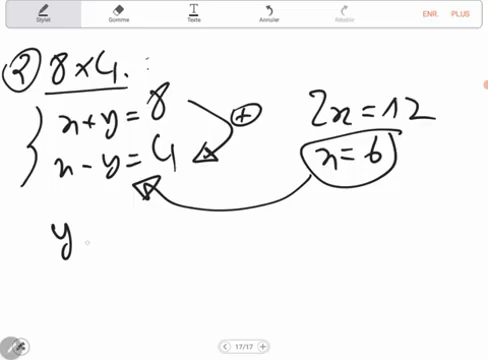 Stylet Gomme Texte Annuler Rétablir ENR. PLUS
② 8 × 4.
x + y = 8
x - y = 4
+
2x = 12
x = 6
y
17/17